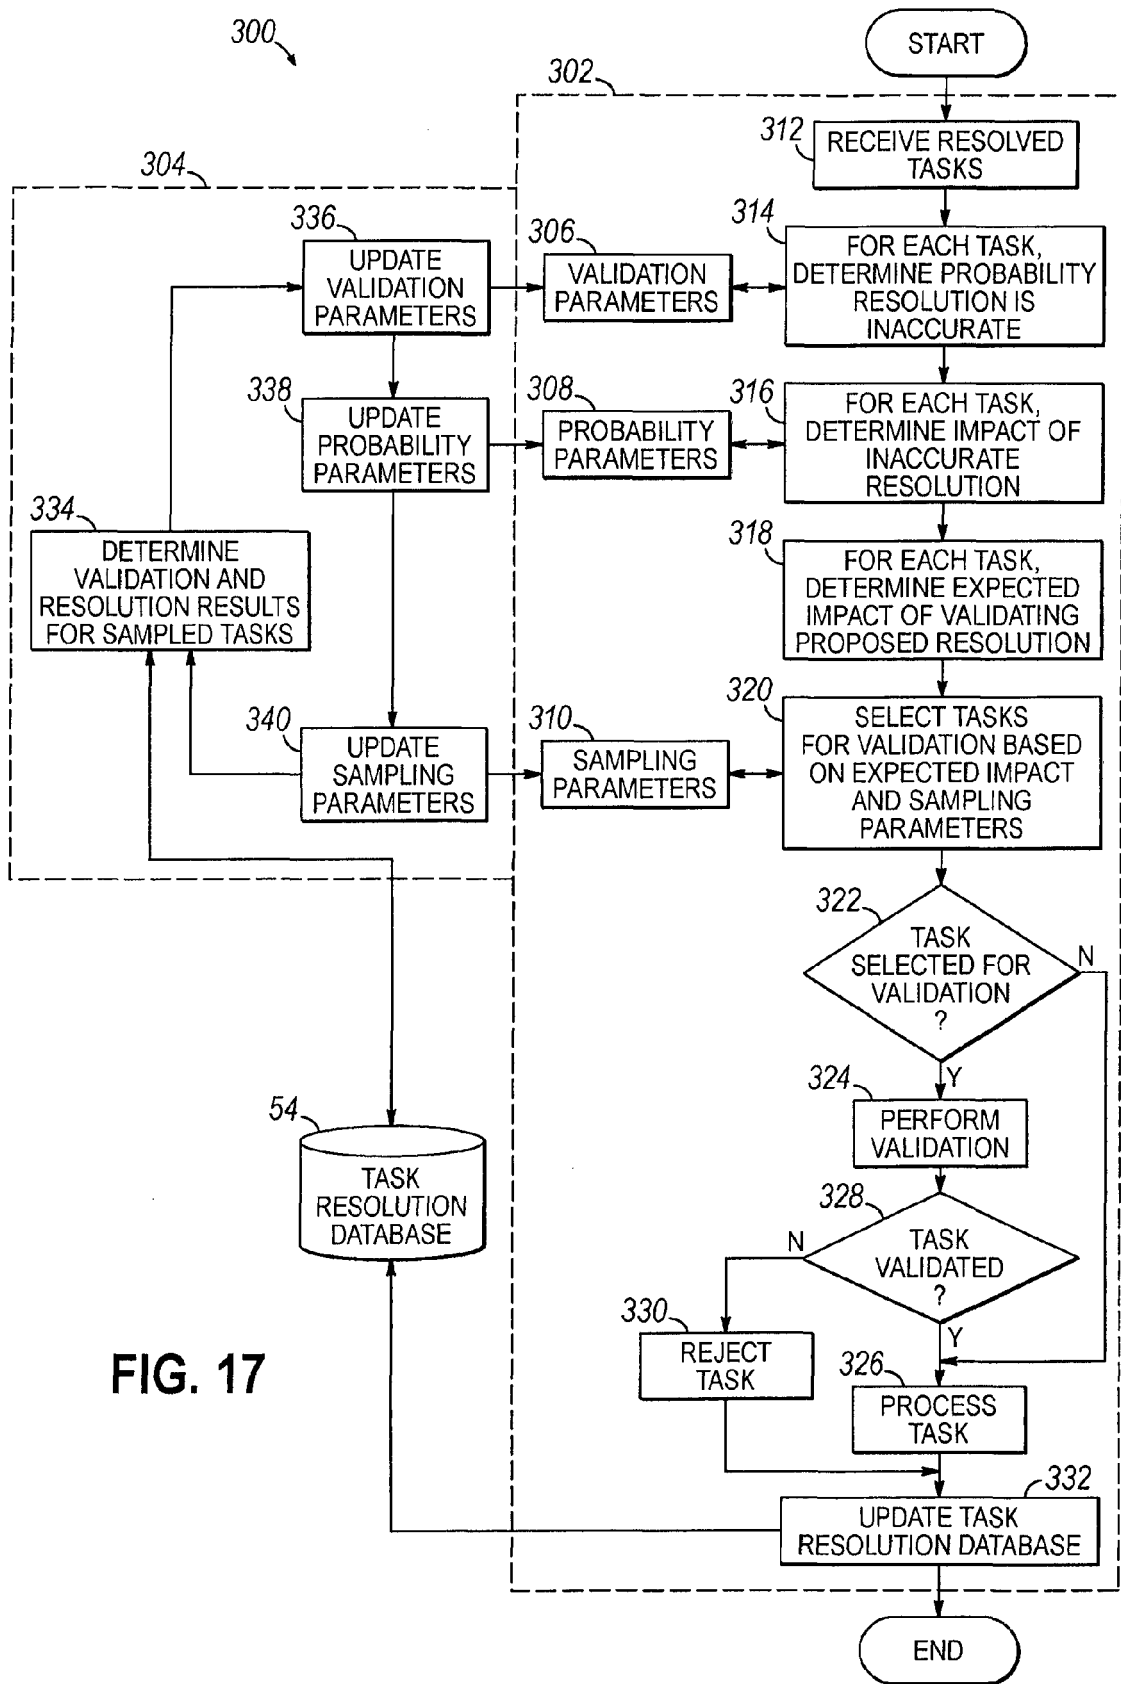 300
START
302
312
RECEIVE RESOLVED
TASKS
304
336
UPDATE
VALIDATION
PARAMETERS
306
VALIDATION
PARAMETERS
314
FOR EACH TASK,
DETERMINE PROBABILITY
RESOLUTION IS
INACCURATE
338
UPDATE
PROBABILITY
PARAMETERS
308
PROBABILITY
PARAMETERS
316
FOR EACH TASK,
DETERMINE IMPACT OF
INACCURATE
RESOLUTION
334
DETERMINE
VALIDATION AND
RESOLUTION RESULTS
FOR SAMPLED TASKS
318
FOR EACH TASK,
DETERMINE EXPECTED
IMPACT OF VALIDATING
PROPOSED RESOLUTION
340
UPDATE
SAMPLING
PARAMETERS
310
SAMPLING
PARAMETERS
320
SELECT TASKS
FOR VALIDATION BASED
ON EXPECTED IMPACT
AND SAMPLING
PARAMETERS
322
TASK
SELECTED FOR
VALIDATION
?
N
Y
324
PERFORM
VALIDATION
54
TASK
RESOLUTION
DATABASE
328
TASK
VALIDATED
?
N
Y
330
REJECT
TASK
326
PROCESS
TASK
332
UPDATE TASK
RESOLUTION DATABASE
END
FIG. 17